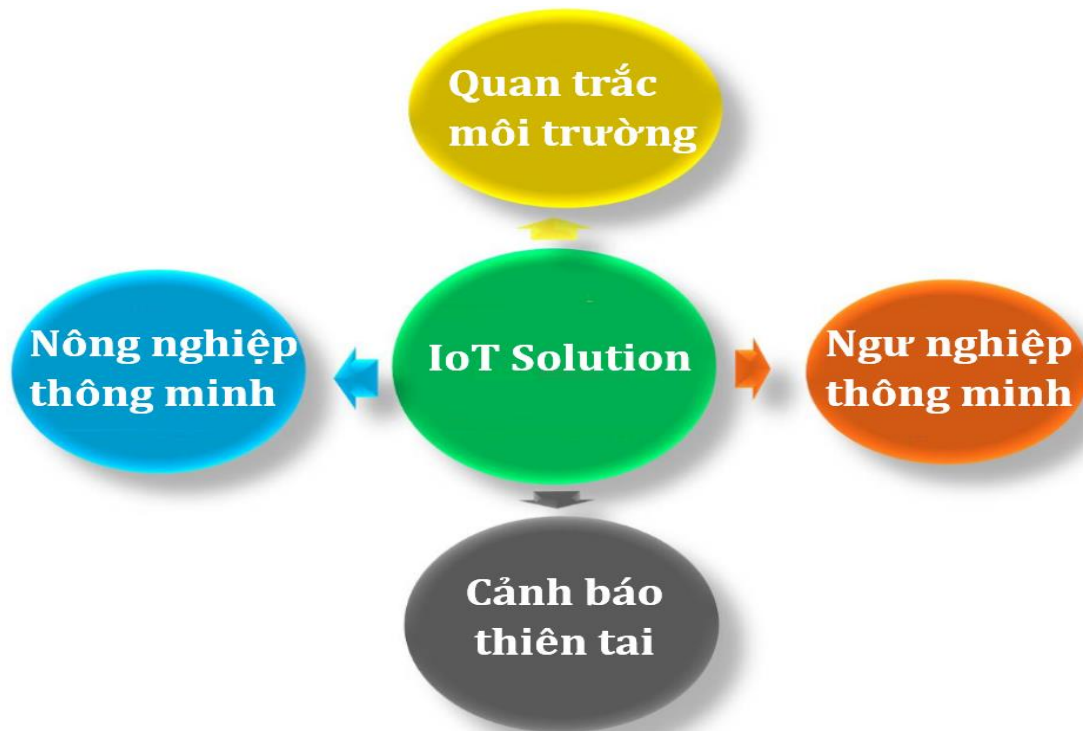 Quan trắc
môi trường
Nông nghiệp
thông minh
IoT Solution
Ngư nghiệp
thông minh
Cảnh báo
thiên tai